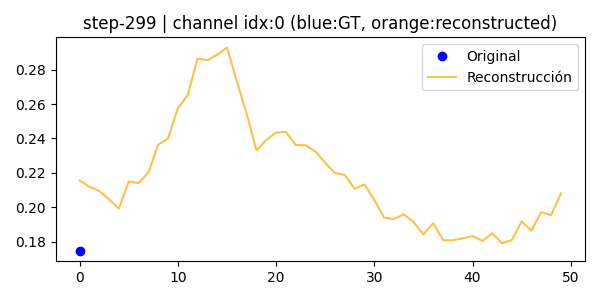 step-299 | channel idx:0 (blue:GT, orange:reconstructed)
Original
Reconstrucción
0.28
0.26
0.24
0.22
0.20
0.18
0 10 20 30 40 50